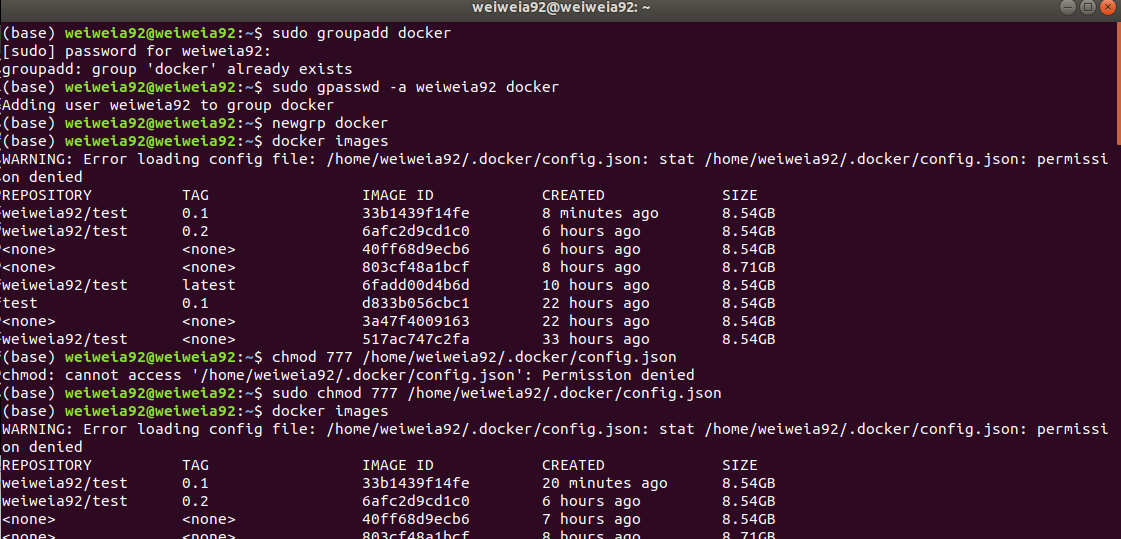 weiweia92@weiweia92: ~
(base) weiweia92@weiweia92:~$ sudo groupadd docker
[sudo] password for weiweia92:
groupadd: group 'docker' already exists
(base) weiweia92@weiweia92:~$ sudo gpasswd -a weiweia92 docker
Adding user weiweia92 to group docker
(base) weiweia92@weiweia92:~$ newgrp docker
(base) weiweia92@weiweia92:~$ docker images
WARNING: Error loading config file: /home/weiweia92/.docker/config.json: stat /home/weiweia92/.docker/config.json: permissi
on denied
REPOSITORY TAG IMAGE ID CREATED SIZE
weiweia92/test 0.1 33b1439f14fe 8 minutes ago 8.54GB
weiweia92/test 0.2 6afc2d9cd1c0 6 hours ago 8.54GB
<none> <none> 40ff68d9ecb6 6 hours ago 8.54GB
<none> <none> 803cf48a1bcf 8 hours ago 8.71GB
weiweia92/test latest 6fadd00d4b6d 10 hours ago 8.54GB
test 0.1 d833b056cbc1 22 hours ago 8.54GB
<none> <none> 3a47f4009163 22 hours ago 8.54GB
weiweia92/test <none> 517ac747c2fa 33 hours ago 8.54GB
(base) weiweia92@weiweia92:~$ chmod 777 /home/weiweia92/.docker/config.json
chmod: cannot access '/home/weiweia92/.docker/config.json': Permission denied
(base) weiweia92@weiweia92:~$ sudo chmod 777 /home/weiweia92/.docker/config.json
(base) weiweia92@weiweia92:~$ docker images
WARNING: Error loading config file: /home/weiweia92/.docker/config.json: stat /home/weiweia92/.docker/config.json: permissi
on denied
REPOSITORY TAG IMAGE ID CREATED SIZE
weiweia92/test 0.1 33b1439f14fe 20 minutes ago 8.54GB
weiweia92/test 0.2 6afc2d9cd1c0 6 hours ago 8.54GB
<none> <none> 40ff68d9ecb6 7 hours ago 8.54GB
<none> <none> 803cf48a1bcf 8 hours ago 8.71GB